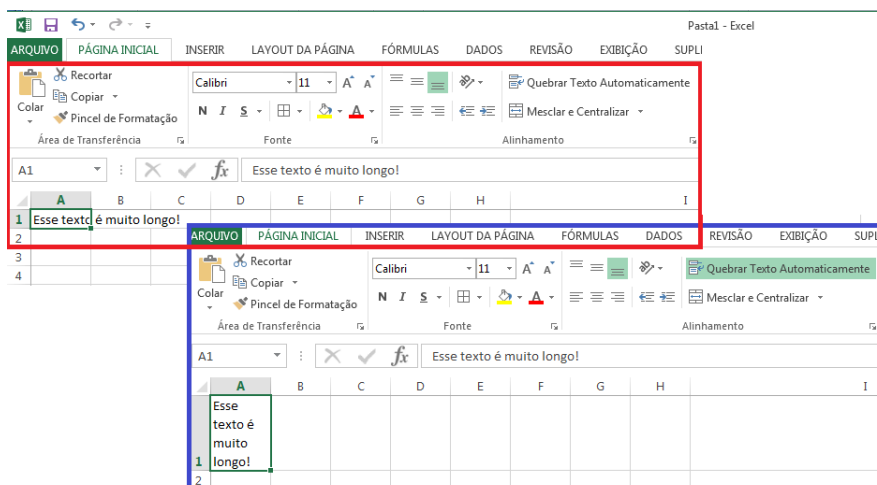 Pasta1 - Excel
ARQUIVO PÁGINA INICIAL INSERIR LAYOUT DA PÁGINA FÓRMULAS DADOS REVISÃO EXIBIÇÃO SUPLI
Recortar Calibri 11 A A Quebrar Texto Automaticamente
Copiar
Colar
Pincel de Formatação N I S A Mesclar e Centralizar
Área de Transferência Fonte Alinhamento
A1 fx Esse texto é muito longo!
A B C D E F G H I
1 Esse texto é muito longo!
2
3
4
ARQUIVO PÁGINA INICIAL INSERIR LAYOUT DA PÁGINA FÓRMULAS DADOS REVISÃO EXIBIÇÃO SUPL
Recortar Calibri 11 A A Quebrar Texto Automaticamente
Copiar
Colar
Pincel de Formatação N I S A Mesclar e Centralizar
Área de Transferência Fonte Alinhamento
A1 fx Esse texto é muito longo!
A B C D E F G H I
Esse
texto é
muito
1 longo!
2